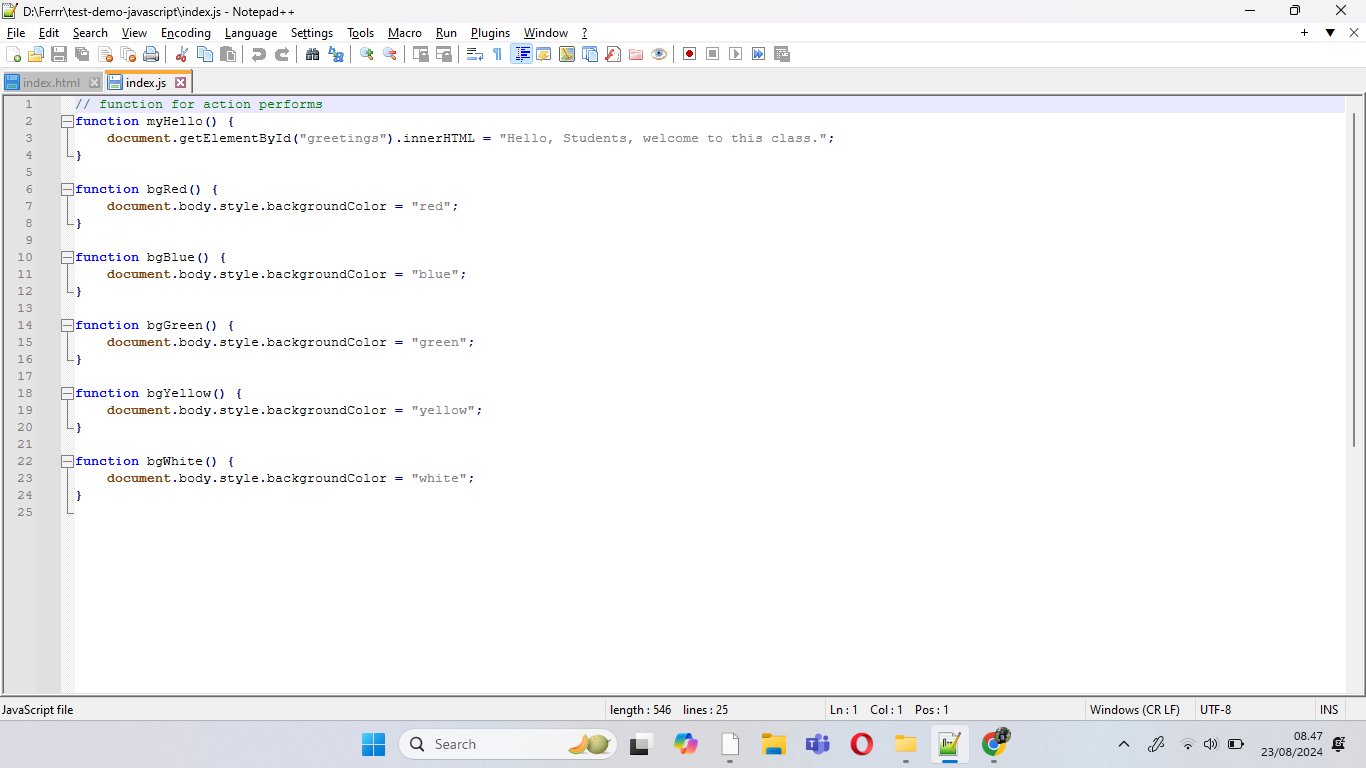 D:\Ferrr\test-demo-javascript\index.js - Notepad++
File Edit Search View Encoding Language Settings Tools Macro Run Plugins Window ?
index.html index.js
1 // function for action performs
2 function myHello() {
3 document.getElementById("greetings").innerHTML = "Hello, Students, welcome to this class.";
4 }
5
6 function bgRed() {
7 document.body.style.backgroundColor = "red";
8 }
9
10 function bgBlue() {
11 document.body.style.backgroundColor = "blue";
12 }
13
14 function bgGreen() {
15 document.body.style.backgroundColor = "green";
16 }
17
18 function bgYellow() {
19 document.body.style.backgroundColor = "yellow";
20 }
21
22 function bgWhite() {
23 document.body.style.backgroundColor = "white";
24 }
25
JavaScript file length : 546 lines : 25 Ln : 1 Col : 1 Pos : 1 Windows (CR LF) UTF-8 INS
Search
08.47
23/08/2024